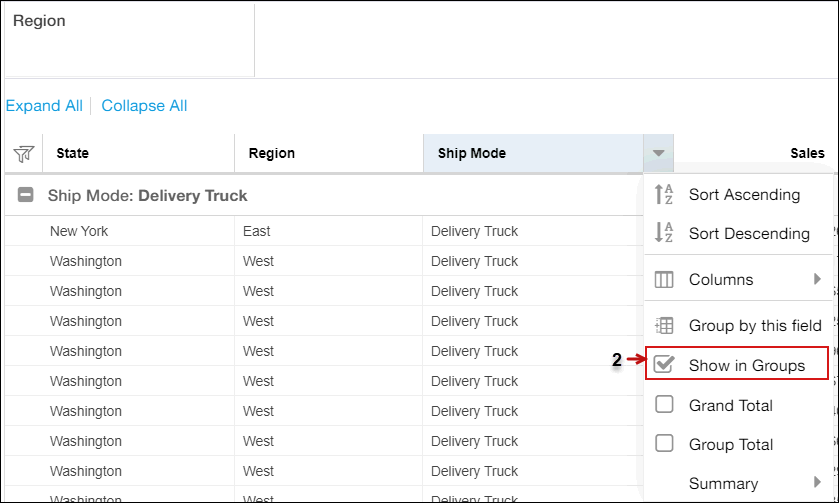 Region
Expand All Collapse All
State Region Ship Mode Sales
Ship Mode: Delivery Truck
New York East Delivery Truck
Washington West Delivery Truck
Washington West Delivery Truck
Washington West Delivery Truck
Washington West Delivery Truck
Washington West Delivery Truck
Washington West Delivery Truck
Washington West Delivery Truck
Washington West Delivery Truck
Sort Ascending
Sort Descending
Columns
Group by this field
2 Show in Groups
Grand Total
Group Total
Summary